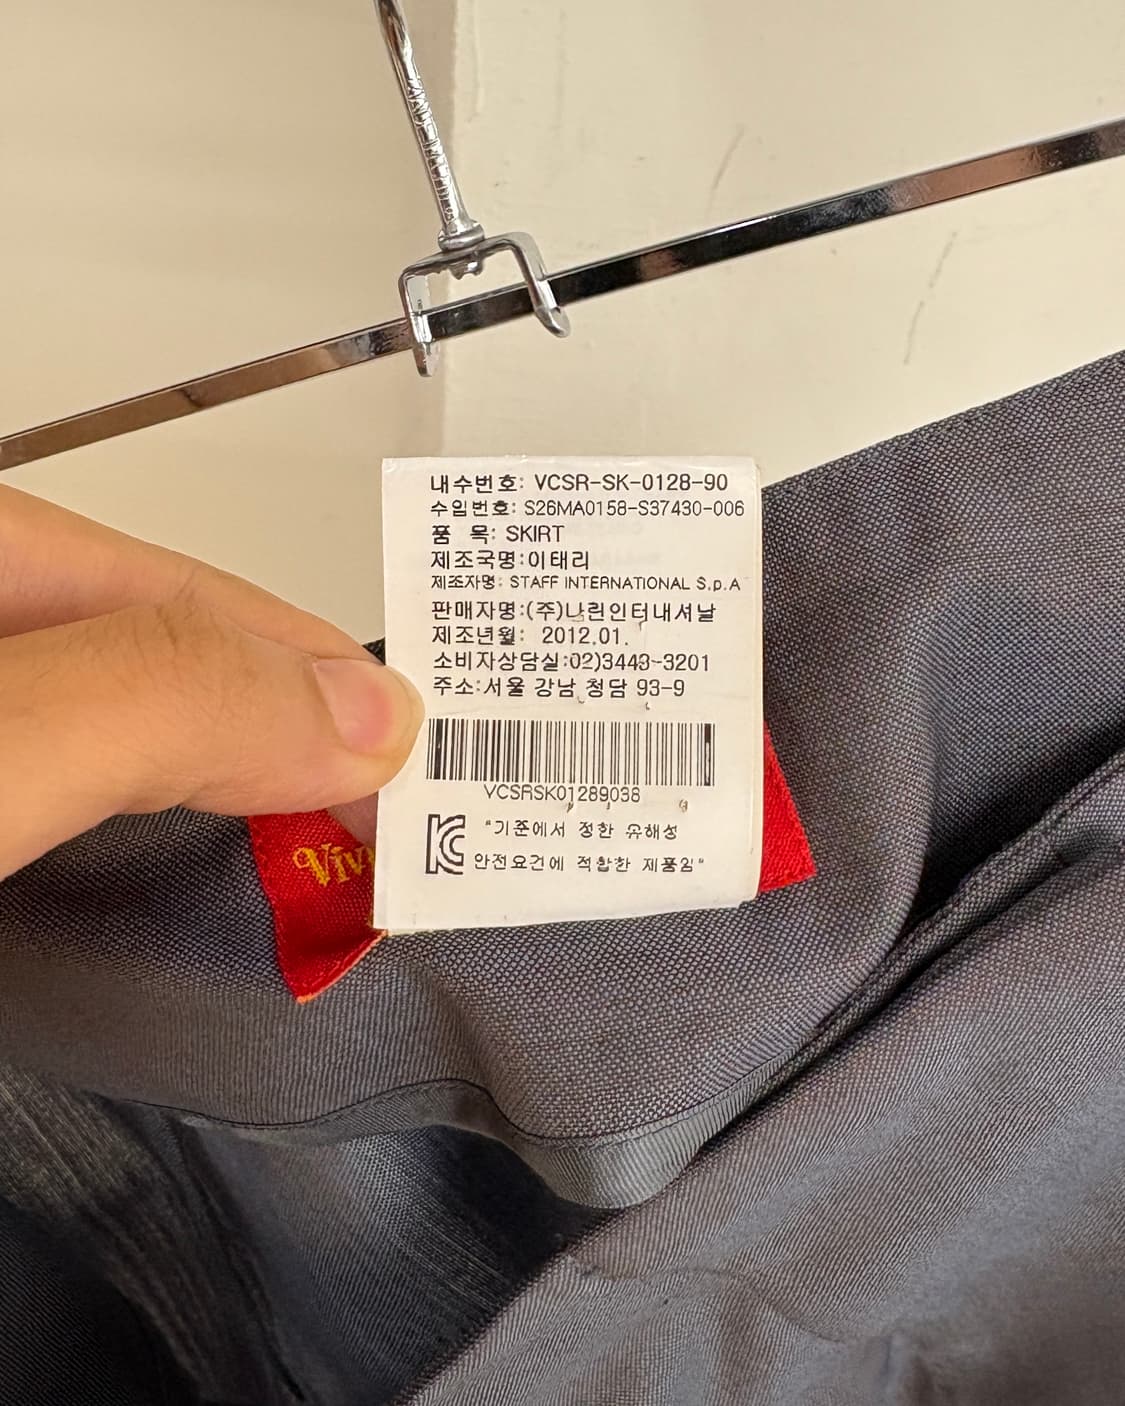 내수번호: VCSR-SK-0128-90
수입번호: S26MA0158-S37430-006
품 목: SKIRT
제조국명:이태리
제조자명: STAFF INTERNATIONAL S.p.A
판매자명:(주)나린인터내셔날
제조년월: 2012.01.
소비자상담실:02)3443-3201
주소:서울 강남 청담 93-9
VCSRSK01289038
"기준에서 정한 유해성
안전요건에 적합한 제품임"